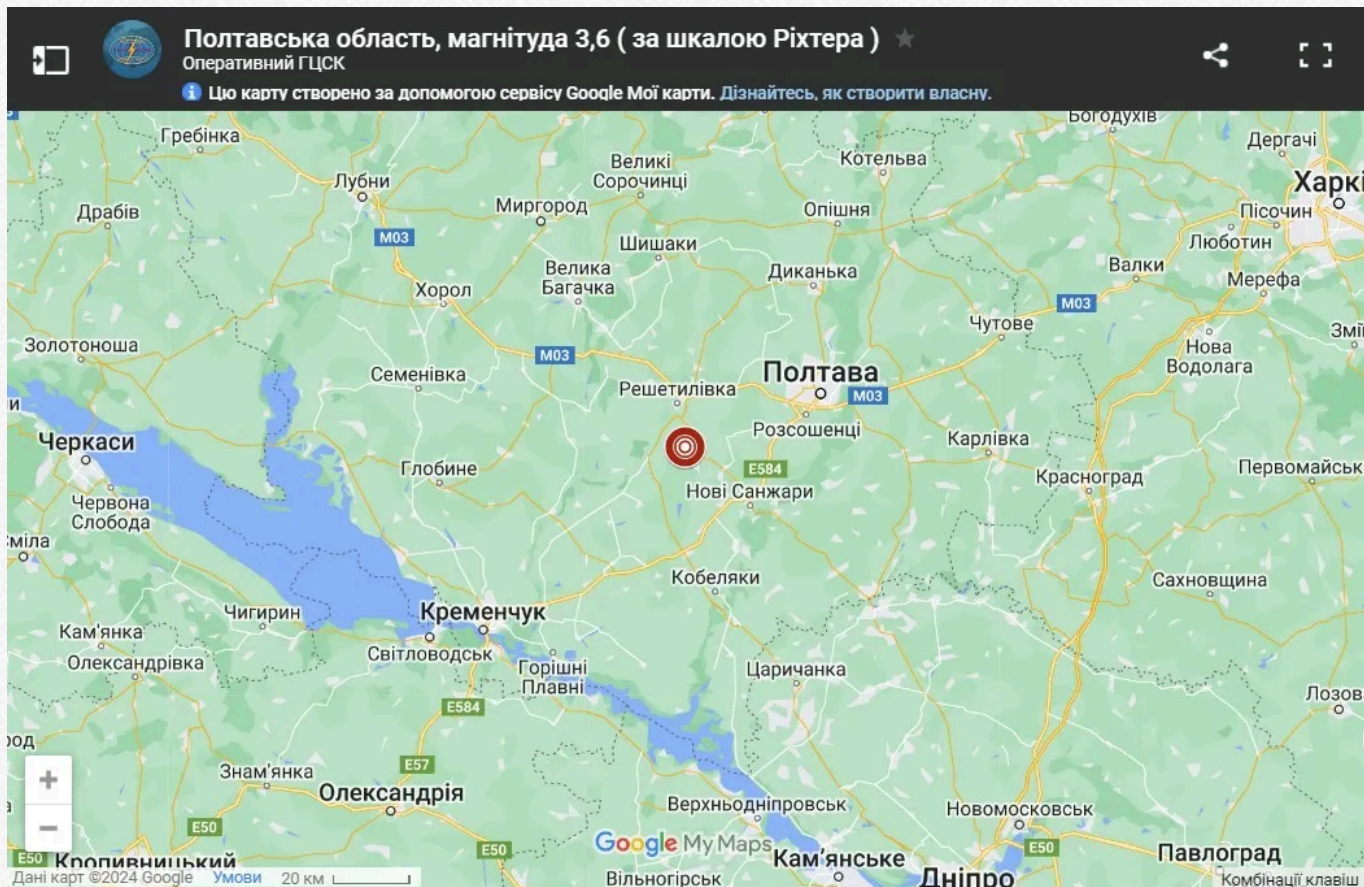 Полтавська область, магнітуда 3,6 ( за шкалою Ріхтера )
Оперативний ГЦСК
Цю карту створено за допомогою сервісу Google Мої карти. Дізнайтесь, як створити власну.
Богодухів
Гребінка
Дергачі
Великі
Сорочинці
Котельва
Лубни
Харкі
Миргород
Драбів
Опішня
Пісочин
M03
Шишаки
Люботин
Велика
Багачка
Диканька
Валки
Мерефа
Хорол
M03
Чутове
Змії
Золотоноша
M03
Нова
Водолага
Семенівка
Полтава
Решетилівка
M03
и
Черкаси
Розсошенці
Карлівка
Глобине
E584
Первомайськ
Красноград
Нові Санжари
Червона
Слобода
Сміла
Кобеляки
Сахновщина
Чигирин
Кременчук
Кам'янка
Світловодськ
Олександрівка
Горішні
Плавні
Царичанка
Лозов
E584
род
E57
Знам'янка
Олександрія
Верхньодніпровськ
Новомосковськ
E50
Google My Maps
E50
E50
E50
Кропивницький
Кам'янське
Павлоград
Дніпро
Вільногірськ
Дані карт ©2024 Google
Умови
20 км
Комбінації клавіш